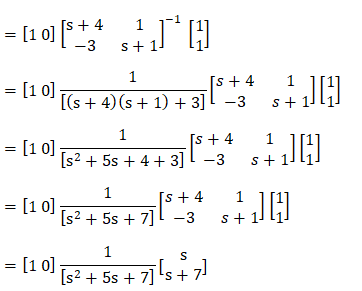 = [1 0] [s + 4 1 -3 s + 1]^-1 [1 1]
= [1 0] 1/[(s + 4)(s + 1) + 3] [s + 4 1 -3 s + 1] [1 1]
= [1 0] 1/[s² + 5s + 4 + 3] [s + 4 1 -3 s + 1] [1 1]
= [1 0] 1/[s² + 5s + 7] [s + 4 1 -3 s + 1] [1 1]
= [1 0] 1/[s² + 5s + 7] [s s + 7]